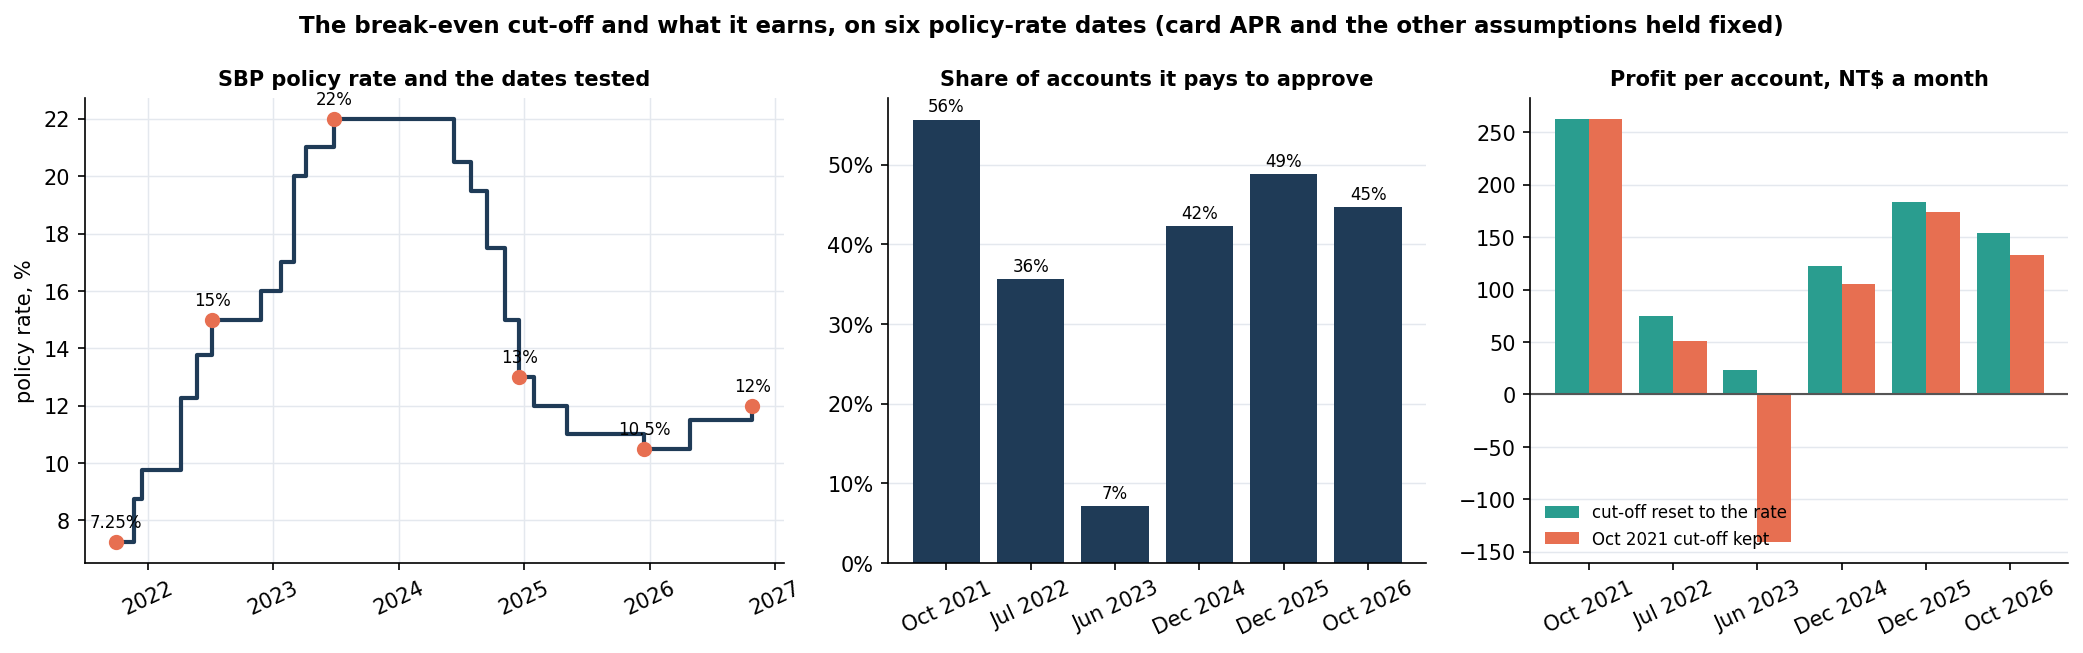 The break-even cut-off and what it earns, on six policy-rate dates (card APR and the other assumptions held fixed)
SBP policy rate and the dates tested
policy rate, %
22
20
18
16
14
12
10
8
7.25%
15%
22%
13%
10.5%
12%
2022
2023
2024
2025
2026
2027
Share of accounts it pays to approve
50%
40%
30%
20%
10%
0%
56%
36%
7%
42%
49%
45%
Oct 2021
Jul 2022
Jun 2023
Dec 2024
Dec 2025
Oct 2026
Profit per account, NT$ a month
250
200
150
100
50
0
−50
−100
−150
cut-off reset to the rate
Oct 2021 cut-off kept
Oct 2021
Jul 2022
Jun 2023
Dec 2024
Dec 2025
Oct 2026